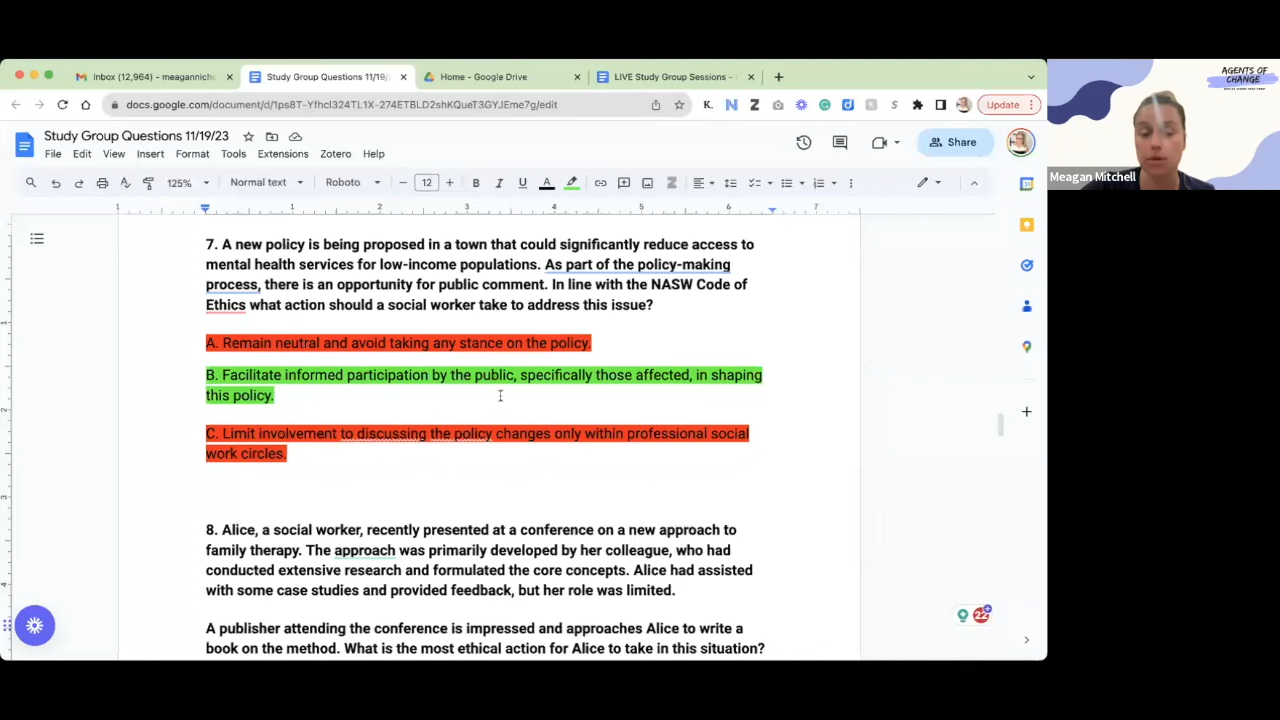 Inbox (12,964) - meagannich
Study Group Questions 11/19/
Home - Google Drive
LIVE Study Group Sessions -
docs.google.com/document/d/1ps8T-Yfhcl324TL1X-274ETBLD2shKQueT3GYJEme7g/edit
Update
Study Group Questions 11/19/23
File Edit View Insert Format Tools Extensions Zotero Help
Share
125% Normal text Roboto 12
1 1 2 3 4 5 6 7
7. A new policy is being proposed in a town that could significantly reduce access to
mental health services for low-income populations. As part of the policy-making
process, there is an opportunity for public comment. In line with the NASW Code of
Ethics what action should a social worker take to address this issue?
A. Remain neutral and avoid taking any stance on the policy.
B. Facilitate informed participation by the public, specifically those affected, in shaping
this policy.
C. Limit involvement to discussing the policy changes only within professional social
work circles.
8. Alice, a social worker, recently presented at a conference on a new approach to
family therapy. The approach was primarily developed by her colleague, who had
conducted extensive research and formulated the core concepts. Alice had assisted
with some case studies and provided feedback, but her role was limited.
A publisher attending the conference is impressed and approaches Alice to write a
book on the method. What is the most ethical action for Alice to take in this situation?
22
AGENTS OF
CHANGE
Meagan Mitchell